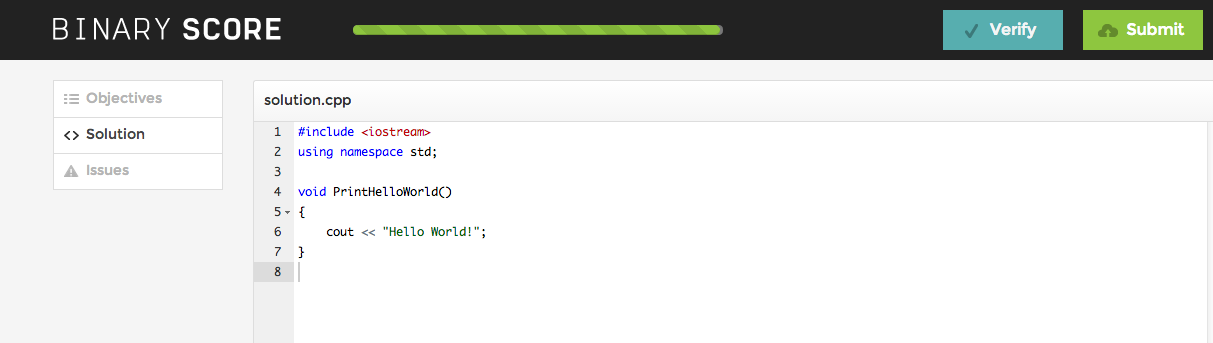 BINARY SCORE
Verify
Submit
Objectives
<> Solution
Issues
solution.cpp
1 #include <iostream>
2 using namespace std;
3
4 void PrintHelloWorld()
5 {
6 cout << "Hello World!";
7 }
8